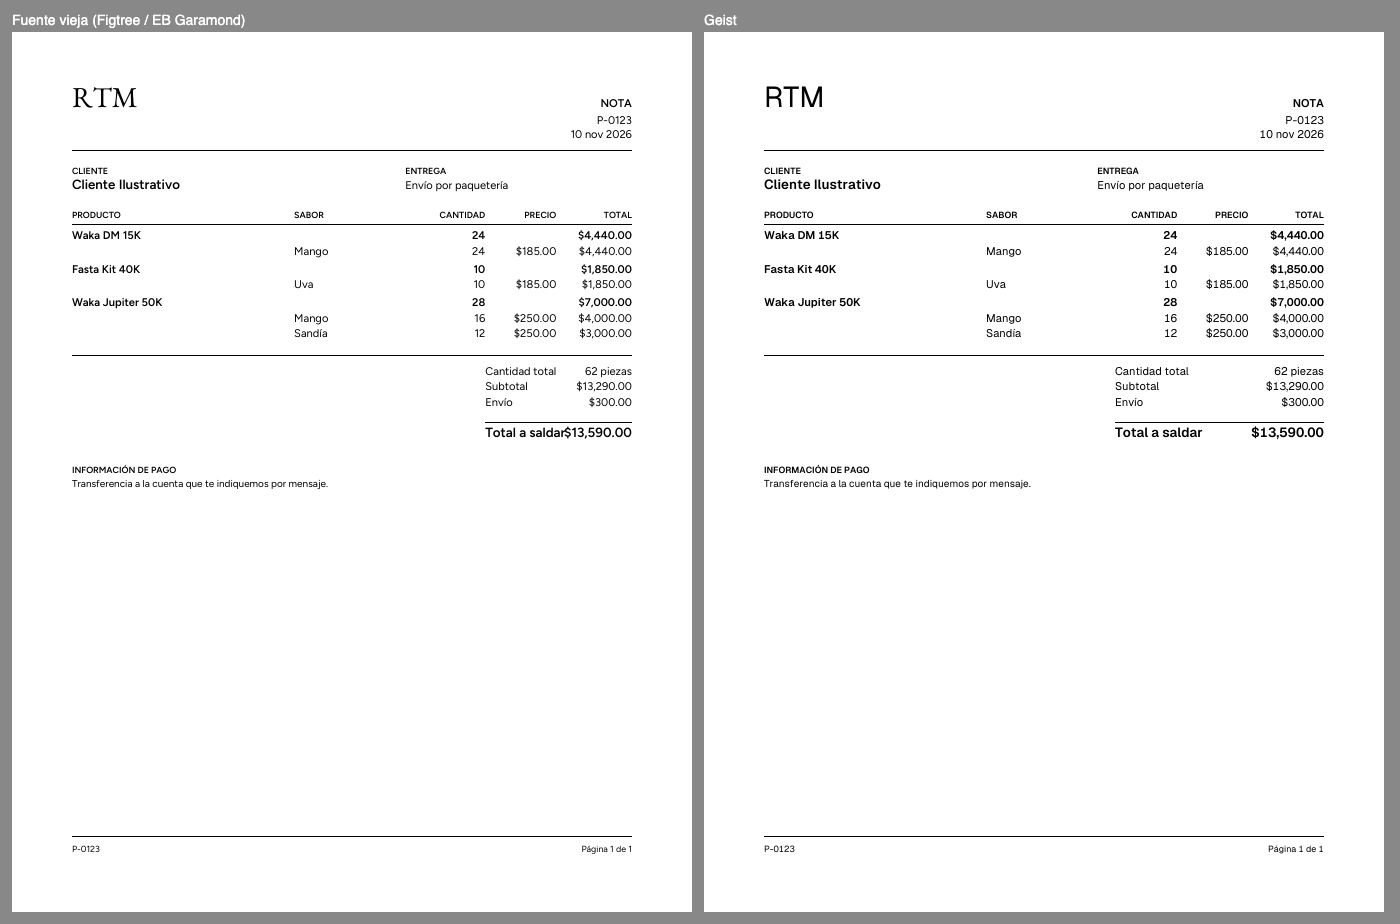 Fuente vieja (Figtree / EB Garamond)
RTM
NOTA
P-0123
10 nov 2026
CLIENTE ENTREGA
Cliente Ilustrativo Envío por paquetería
PRODUCTO SABOR CANTIDAD PRECIO TOTAL
Waka DM 15K 24 $4,440.00
Mango 24 $185.00 $4,440.00
Fasta Kit 40K 10 $1,850.00
Uva 10 $185.00 $1,850.00
Waka Jupiter 50K 28 $7,000.00
Mango 16 $250.00 $4,000.00
Sandía 12 $250.00 $3,000.00
Cantidad total 62 piezas
Subtotal $13,290.00
Envío $300.00
Total a saldar$13,590.00
INFORMACIÓN DE PAGO
Transferencia a la cuenta que te indiquemos por mensaje.
P-0123 Página 1 de 1
Geist
RTM
NOTA
P-0123
10 nov 2026
CLIENTE ENTREGA
Cliente Ilustrativo Envío por paquetería
PRODUCTO SABOR CANTIDAD PRECIO TOTAL
Waka DM 15K 24 $4,440.00
Mango 24 $185.00 $4,440.00
Fasta Kit 40K 10 $1,850.00
Uva 10 $185.00 $1,850.00
Waka Jupiter 50K 28 $7,000.00
Mango 16 $250.00 $4,000.00
Sandía 12 $250.00 $3,000.00
Cantidad total 62 piezas
Subtotal $13,290.00
Envío $300.00
Total a saldar $13,590.00
INFORMACIÓN DE PAGO
Transferencia a la cuenta que te indiquemos por mensaje.
P-0123 Página 1 de 1